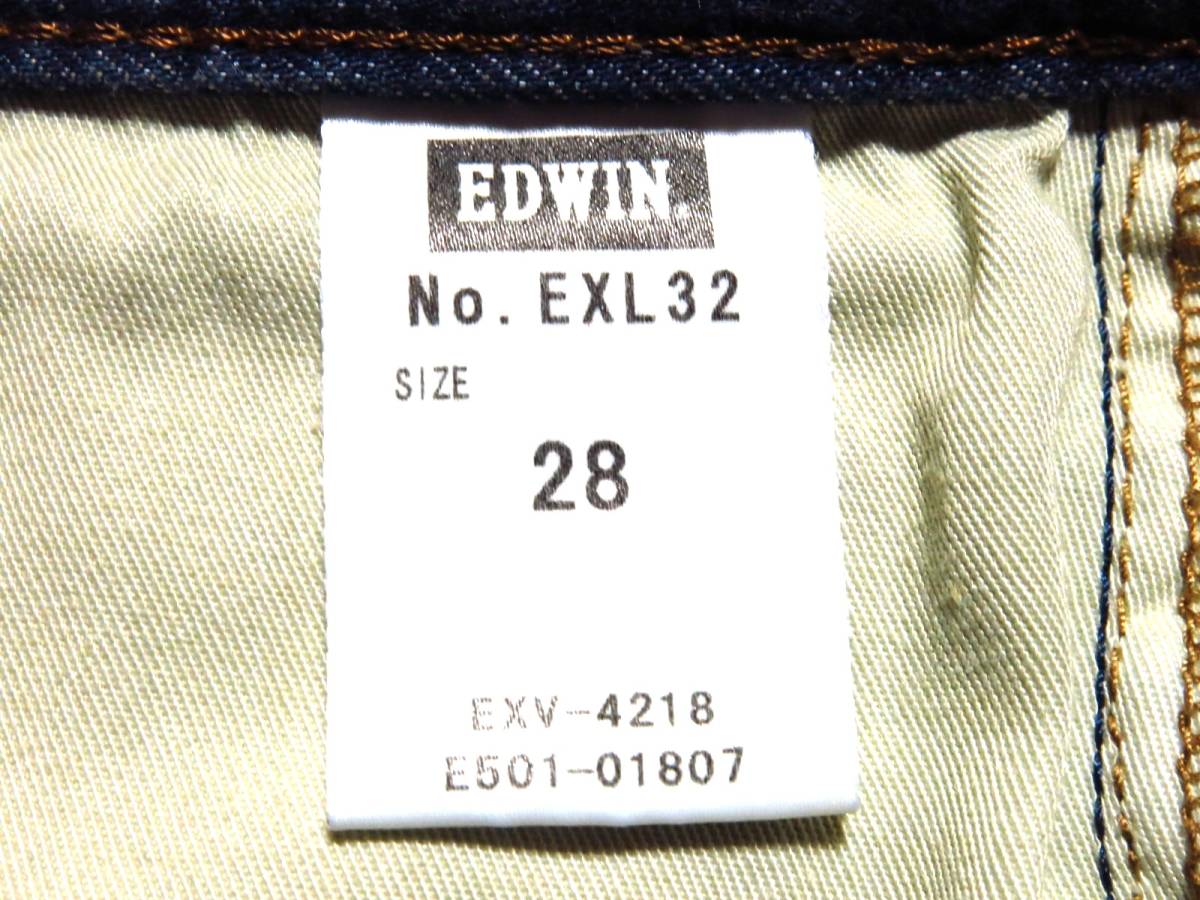 EDWIN.
No. EXL32
SIZE
28
EXV-4218
E501-01807